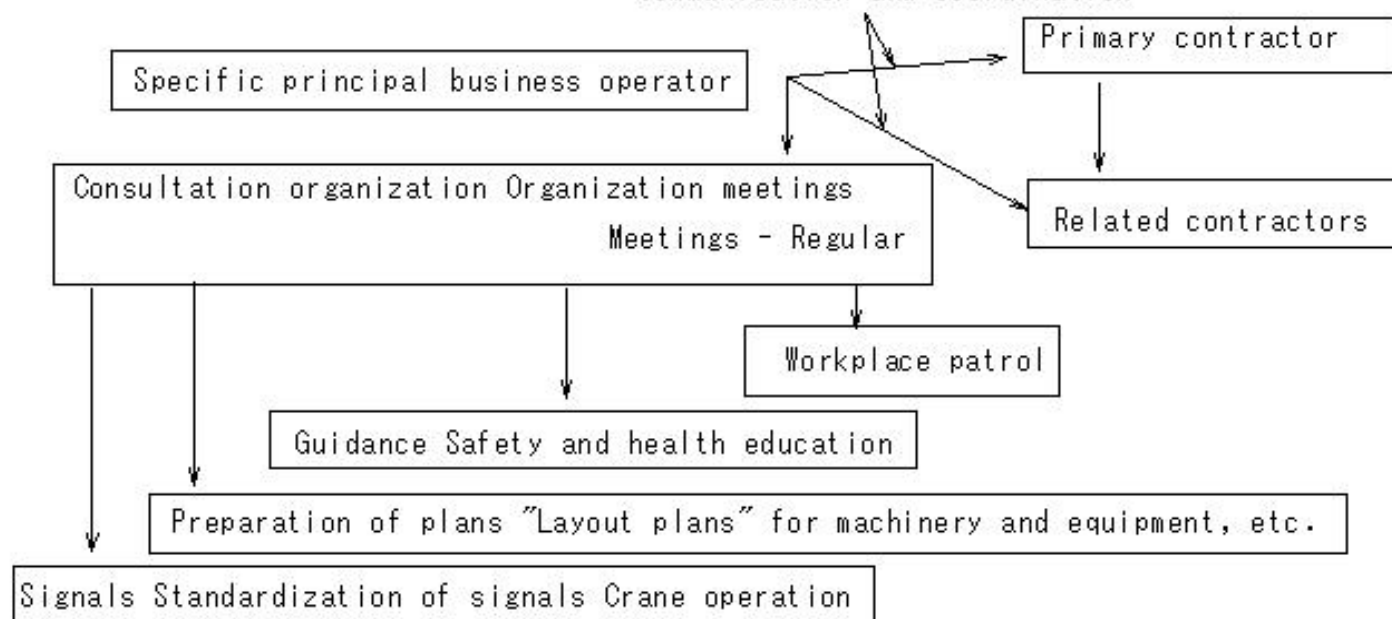 Primary contractor
Specific principal business operator
Consultation organization Organization meetings
Meetings - Regular
Related contractors
Workplace patrol
Guidance Safety and health education
Preparation of plans "Layout plans" for machinery and equipment, etc.
Signals Standardization of signals Crane operation